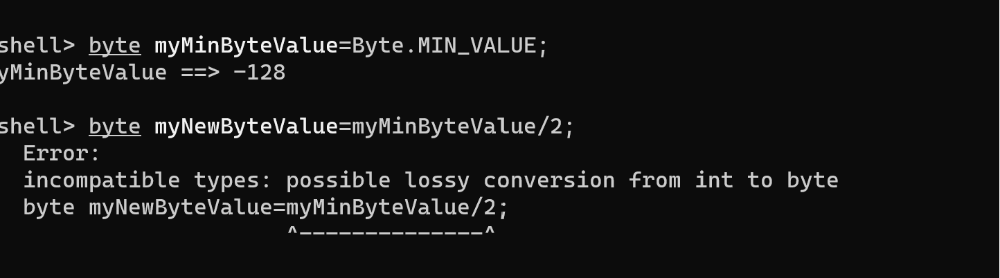 shell> byte myMinByteValue=Byte.MIN_VALUE;
yMinByteValue ==> -128
shell> byte myNewByteValue=myMinByteValue/2;
Error:
incompatible types: possible lossy conversion from int to byte
byte myNewByteValue=myMinByteValue/2;
^--------------^